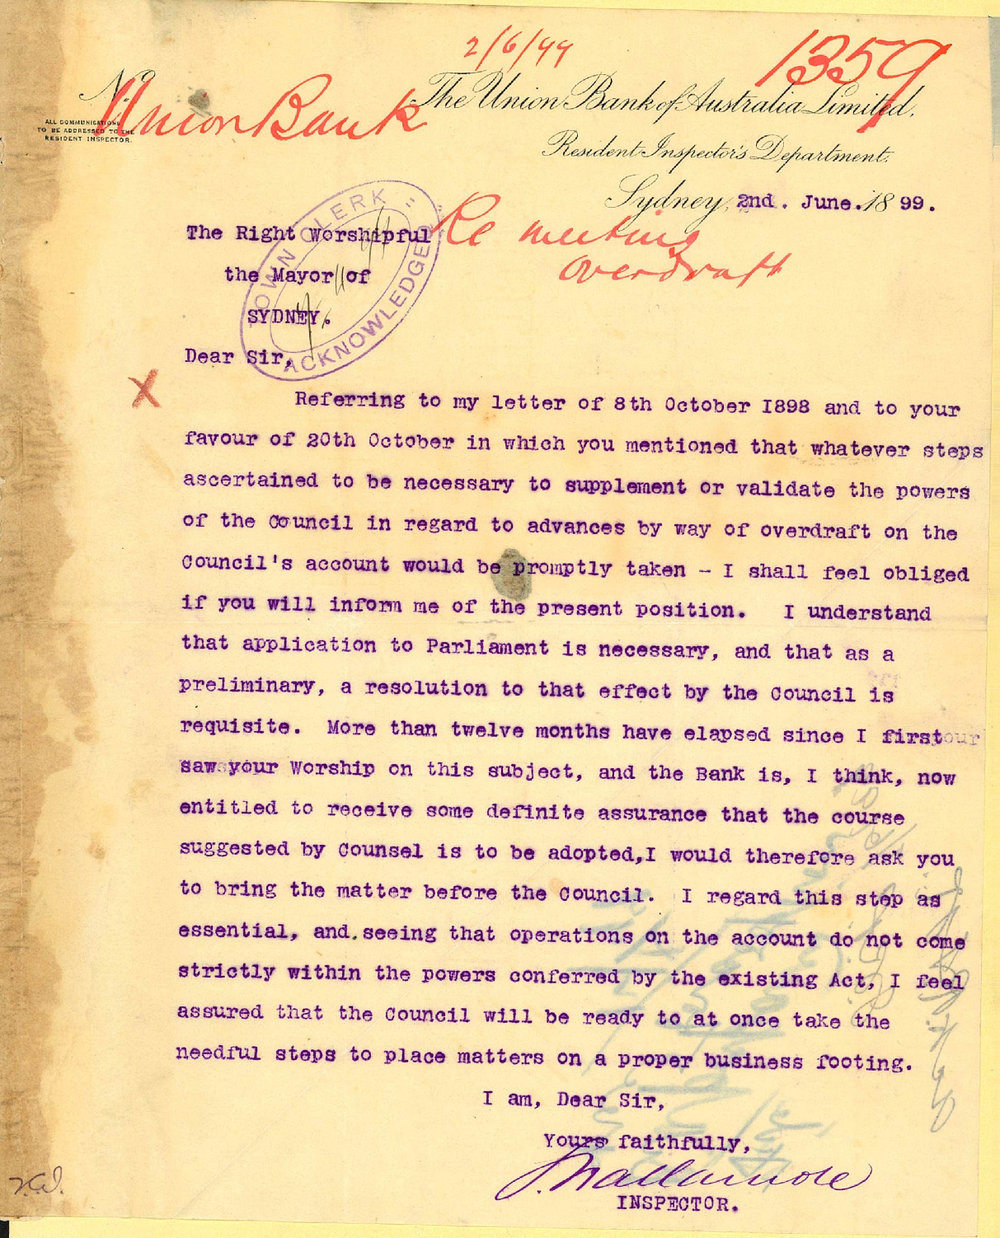 2/6/99
1359
Union Bank
No
The Union Bank of Australia Limited.
ALL COMMUNICATIONS
TO BE ADDRESSED TO THE
RESIDENT INSPECTOR.
Resident Inspector's Department.
Sydney, 2nd. June. 1899.
Re meeting
overdraft
TOWN CLERK
ACKNOWLEDGED
The Right Worshipful
the Mayor of
SYDNEY.
Dear Sir,
X
Referring to my letter of 8th October 1898 and to your
favour of 20th October in which you mentioned that whatever steps
ascertained to be necessary to supplement or validate the powers
of the Council in regard to advances by way of overdraft on the
Council's account would be promptly taken - I shall feel obliged
if you will inform me of the present position. I understand
that application to Parliament is necessary, and that as a
preliminary, a resolution to that effect by the Council is
requisite. More than twelve months have elapsed since I first
saw your Worship on this subject, and the Bank is, I think, now
entitled to receive some definite assurance that the course
suggested by Counsel is to be adopted,I would therefore ask you
to bring the matter before the Council. I regard this step as
essential, and.seeing that operations on the account do not come
strictly within the powers conferred by the existing Act, I feel
assured that the Council will be ready to at once take the
needful steps to place matters on a proper business footing.
I am, Dear Sir,
Yours faithfully,
INSPECTOR.